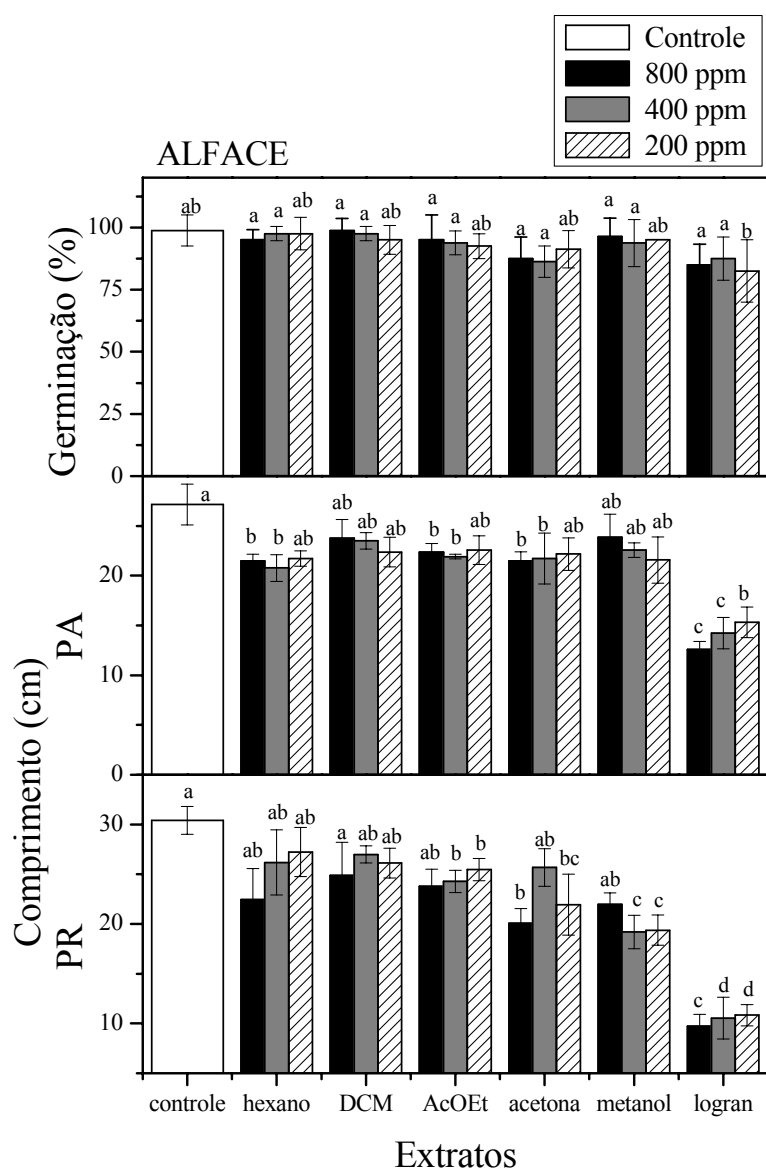 Controle
800 ppm
400 ppm
200 ppm
ALFACE
Germinação (%)
100
75
50
25
0
ab
a a ab
a a ab
a a ab
a a ab
a a ab
a a b
Comprimento (cm)
PA
20
10
0
a
b b ab
ab ab ab
b b ab
b b ab
ab ab ab
c c b
PR
30
20
10
a
ab ab ab
a ab ab
ab b b
b ab bc
ab c c
c d d
controle hexano DCM AcOEt acetona metanol logran
Extratos